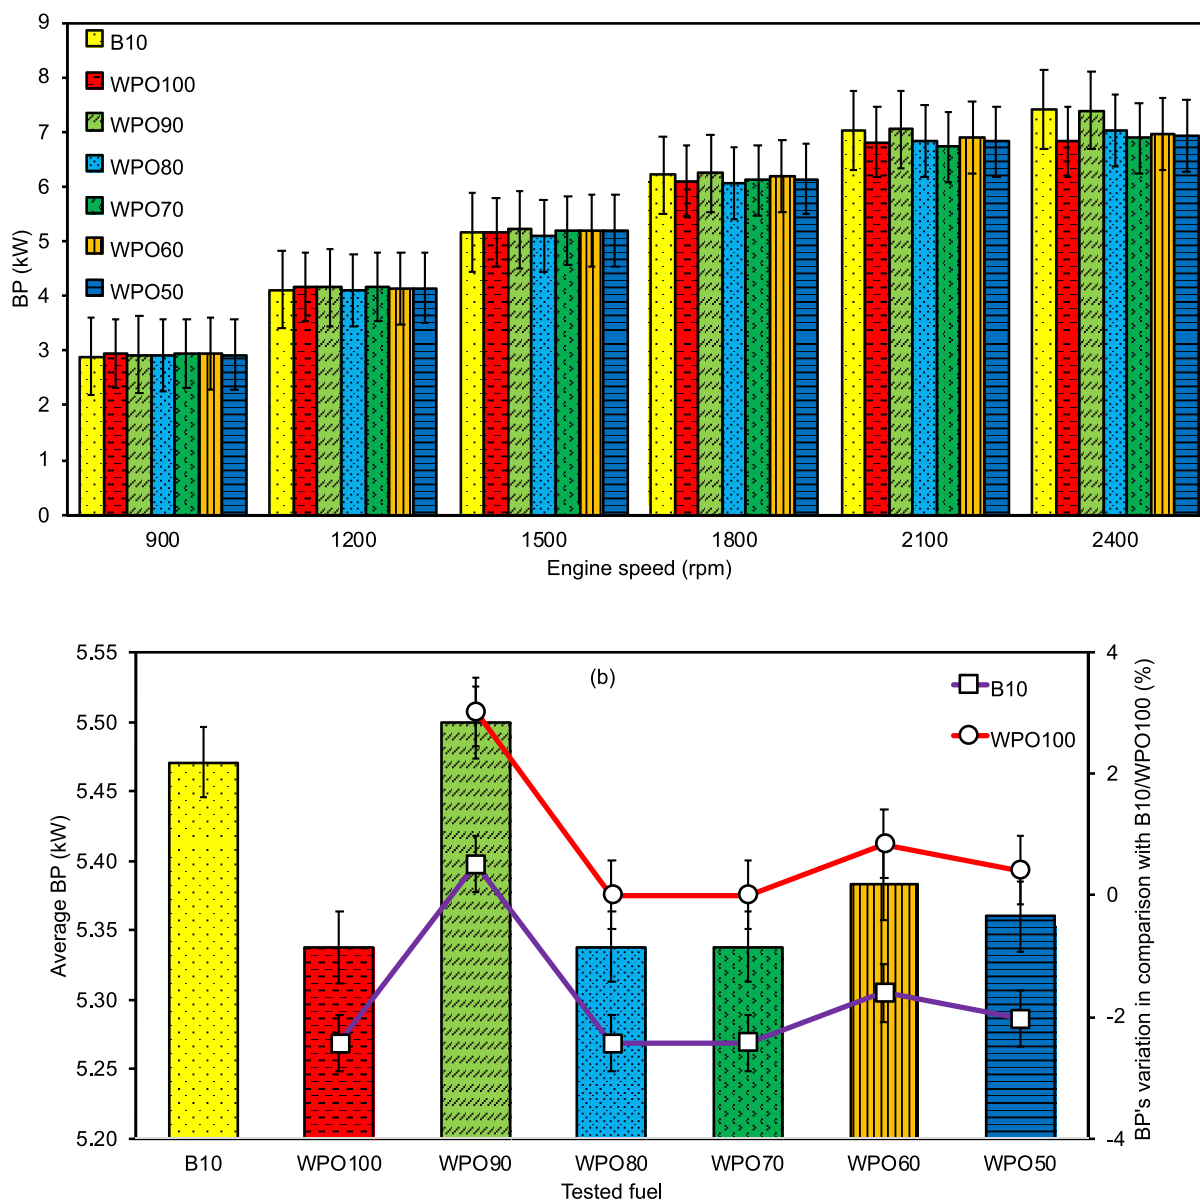 9
8
7
6
5
4
3
2
1
0
BP (kW)
B10
WPO100
WPO90
WPO80
WPO70
WPO60
WPO50
900 1200 1500 1800 2100 2400
Engine speed (rpm)
(b)
5.55
5.50
5.45
5.40
5.35
5.30
5.25
5.20
Average BP (kW)
B10
WPO100
4
2
0
-2
-4
BP's variation in comparison with B10/WPO100 (%)
B10 WPO100 WPO90 WPO80 WPO70 WPO60 WPO50
Tested fuel